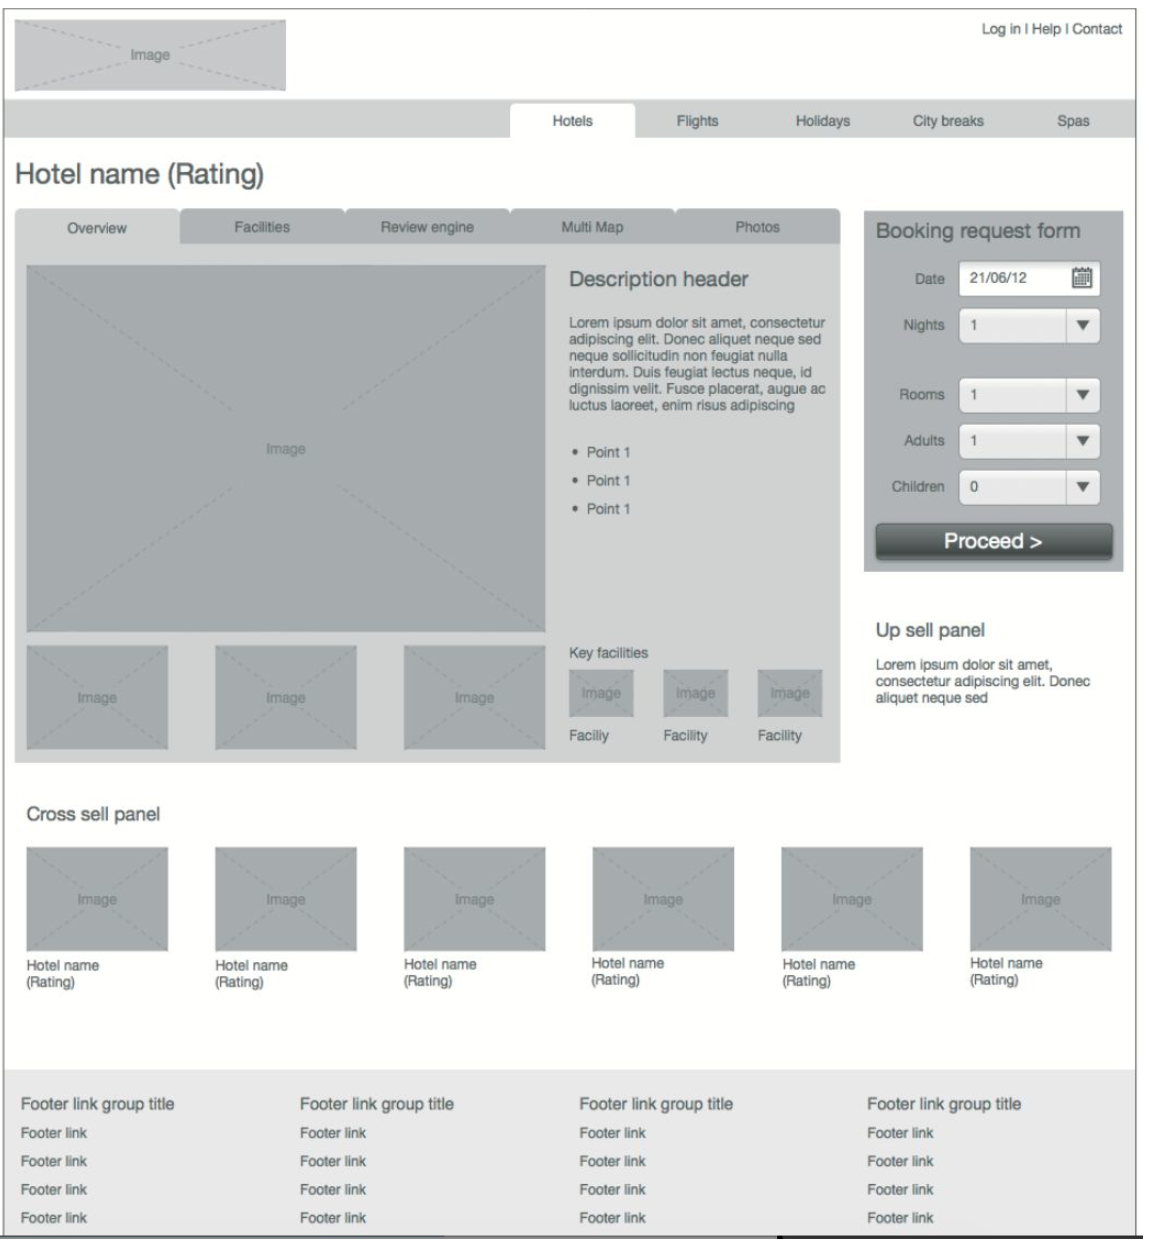 Image
Log in | Help | Contact
Hotels
Flights
Holidays
City breaks
Spas
Hotel name (Rating)
Overview
Facilities
Review engine
Multi Map
Photos
Image
Description header
Lorem ipsum dolor sit amet, consectetur
adipiscing elit. Donec aliquet neque sed
neque sollicitudin non feugiat nulla
interdum. Duis feugiat lectus neque, id
dignissim velit. Fusce placerat, augue ac
luctus laoreet, enim risus adipiscing
• Point 1
• Point 1
• Point 1
Image
Image
Image
Key facilities
Image
Image
Image
Faciliy
Facility
Facility
Booking request form
Date
21/06/12
Nights
1
Rooms
1
Adults
1
Children
0
Proceed >
Up sell panel
Lorem ipsum dolor sit amet,
consectetur adipiscing elit. Donec
aliquet neque sed
Cross sell panel
Image
Hotel name
(Rating)
Image
Hotel name
(Rating)
Image
Hotel name
(Rating)
Image
Hotel name
(Rating)
Image
Hotel name
(Rating)
Image
Hotel name
(Rating)
Footer link group title
Footer link
Footer link
Footer link
Footer link
Footer link group title
Footer link
Footer link
Footer link
Footer link
Footer link group title
Footer link
Footer link
Footer link
Footer link
Footer link group title
Footer link
Footer link
Footer link
Footer link